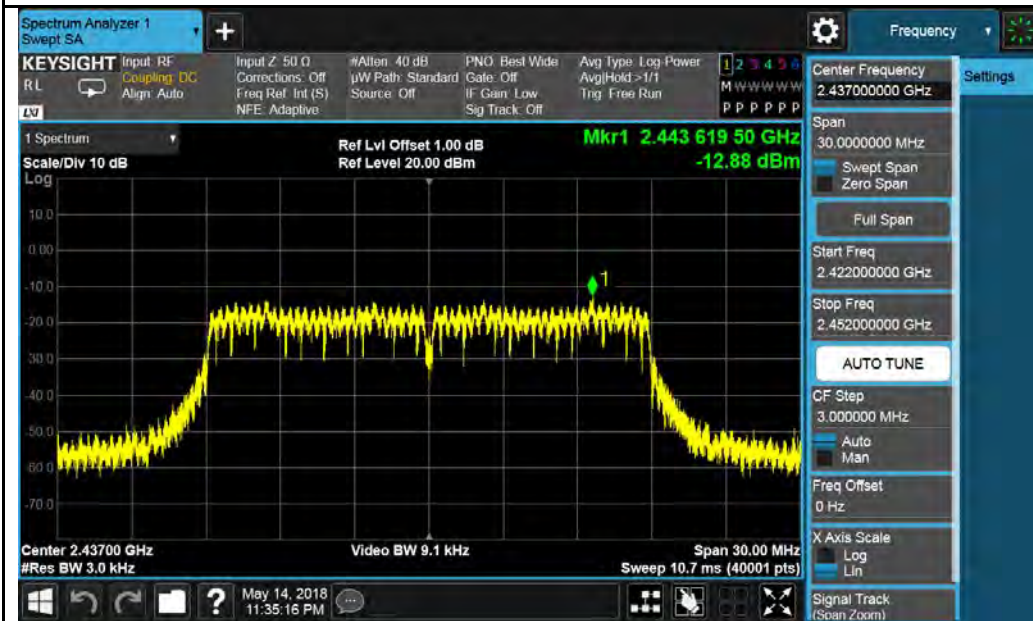 Spectrum Analyzer 1
Swept SA
+
Frequency
KEYSIGHT
RL
LXI
Input: RF
Coupling: DC
Align: Auto
Input Z: 50 Ω
Corrections: Off
Freq Ref: Int (S)
NFE: Adaptive
#Atten: 40 dB
µW Path: Standard
Source: Off
PNO: Best Wide
Gate: Off
IF Gain: Low
Sig Track: Off
Avg Type: Log-Power
Avg|Hold:>1/1
Trig: Free Run
1 2 3 4 5 6
M W W W W W
P P P P P P
1 Spectrum
Scale/Div 10 dB
Log
Ref Lvl Offset 1.00 dB
Ref Level 20.00 dBm
Mkr1 2.443 619 50 GHz
-12.88 dBm
10.0
0.00
-10.0
-20.0
-30.0
-40.0
-50.0
-60.0
-70.0
1
Center 2.43700 GHz
#Res BW 3.0 kHz
Video BW 9.1 kHz
Span 30.00 MHz
Sweep 10.7 ms (40001 pts)
Center Frequency
2.437000000 GHz
Settings
Span
30.0000000 MHz
Swept Span
Zero Span
Full Span
Start Freq
2.422000000 GHz
Stop Freq
2.452000000 GHz
AUTO TUNE
CF Step
3.000000 MHz
Auto
Man
Freq Offset
0 Hz
X Axis Scale
Log
Lin
Signal Track
(Span Zoom)
?
May 14, 2018
11:35:16 PM